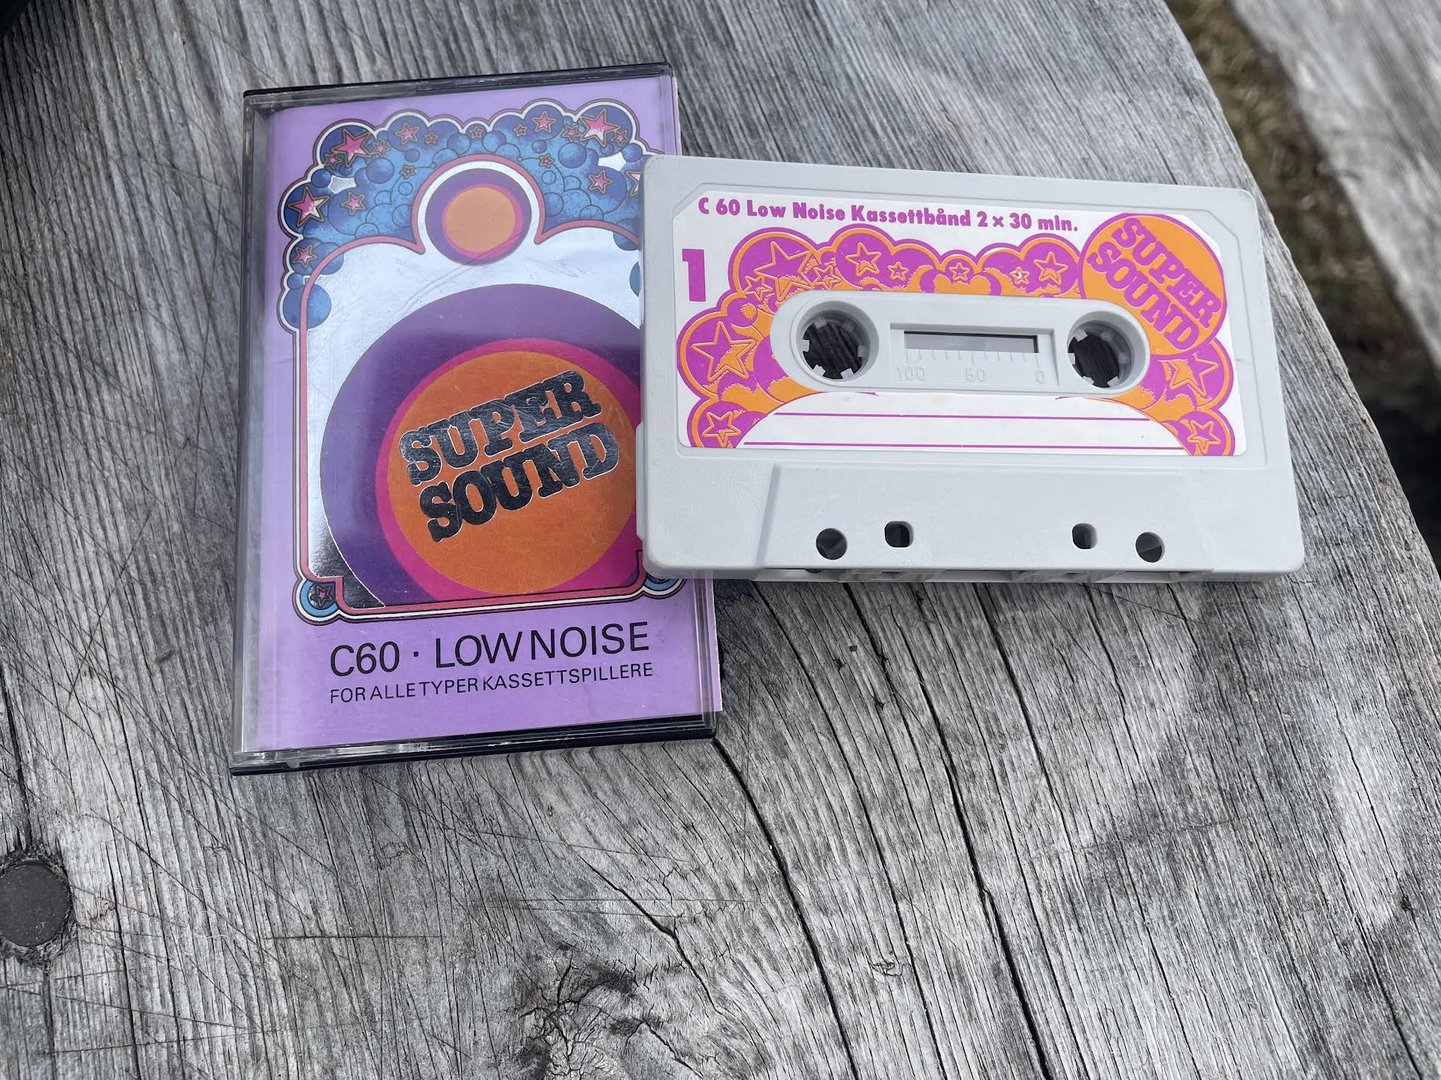 SUPER
SOUND
C60 · LOW NOISE
FOR ALLE TYPER KASSETTSPILLERE
C 60 Low Noise Kassettbånd 2 × 30 min.
1
SUPER
SOUND
100 50 0